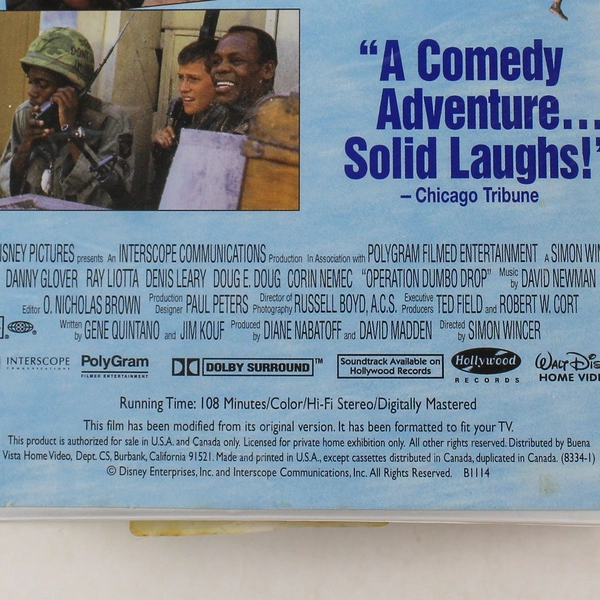 “A Comedy
Adventure...
Solid Laughs!”
– Chicago Tribune
ISNEY PICTURES presents An INTERSCOPE COMMUNICATIONS Production In Association with POLYGRAM FILMED ENTERTAINMENT A SIMON WIN
DANNY GLOVER RAY LIOTTA DENIS LEARY DOUG E. DOUG CORIN NEMEC "OPERATION DUMBO DROP" Music by DAVID NEWMAN
Editor O. NICHOLAS BROWN Production Designer PAUL PETERS Director of Photography RUSSELL BOYD, A.C.S. Executive Producers TED FIELD and ROBERT W. CORT
Written by GENE QUINTANO and JIM KOUF Produced by DIANE NABATOFF and DAVID MADDEN Directed by SIMON WINCER
INTERSCOPE COMMUNICATIONS PolyGram FILMED ENTERTAINMENT DOLBY SURROUND™ Soundtrack Available on Hollywood Records Hollywood RECORDS WALT DIS HOME VID
Running Time: 108 Minutes/Color/Hi-Fi Stereo/Digitally Mastered
This film has been modified from its original version. It has been formatted to fit your TV.
This product is authorized for sale in U.S.A. and Canada only. Licensed for private home exhibition only. All other rights reserved. Distributed by Buena
Vista Home Video, Dept. CS, Burbank, California 91521. Made and printed in U.S.A., except cassettes distributed in Canada, duplicated in Canada. (8334-1)
© Disney Enterprises, Inc. and Interscope Communications, Inc. All Rights Reserved. B1114